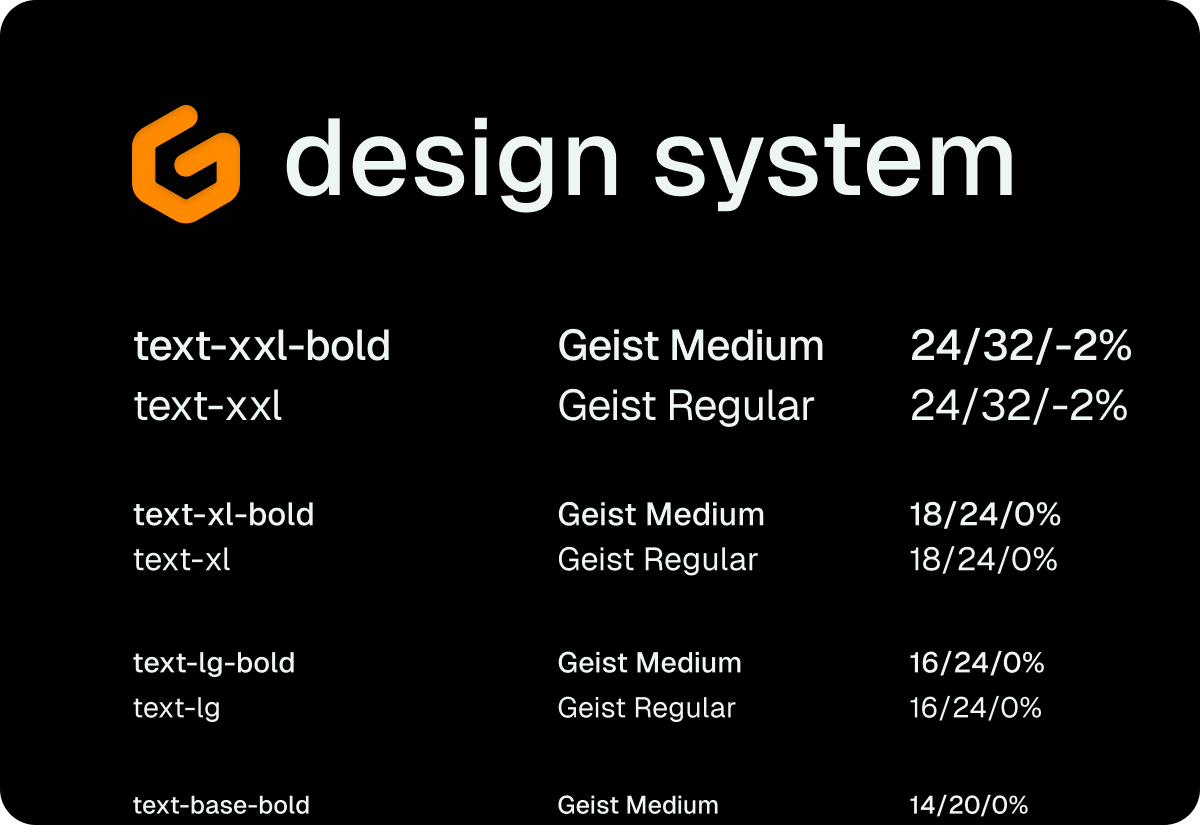 design system
text-xxl-bold Geist Medium 24/32/-2%
text-xxl Geist Regular 24/32/-2%
text-xl-bold Geist Medium 18/24/0%
text-xl Geist Regular 18/24/0%
text-lg-bold Geist Medium 16/24/0%
text-lg Geist Regular 16/24/0%
text-base-bold Geist Medium 14/20/0%